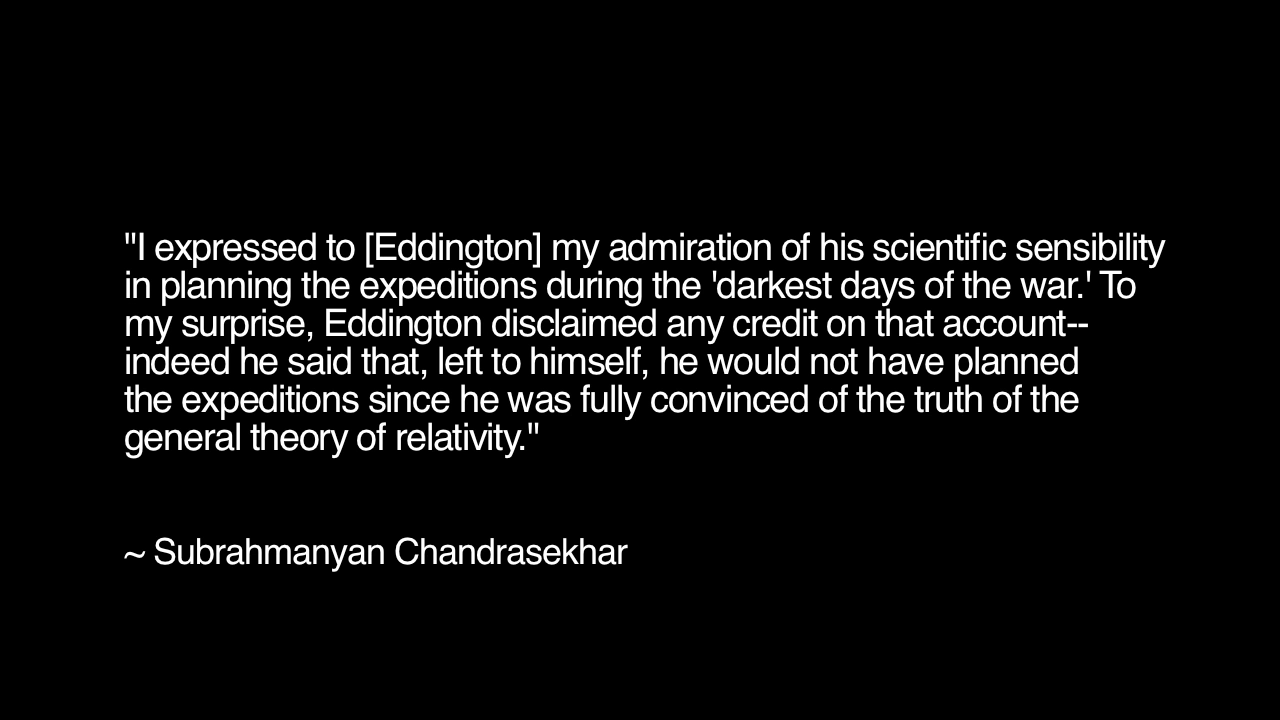 "I expressed to [Eddington] my admiration of his scientific sensibility
in planning the expeditions during the 'darkest days of the war.' To
my surprise, Eddington disclaimed any credit on that account--
indeed he said that, left to himself, he would not have planned
the expeditions since he was fully convinced of the truth of the
general theory of relativity."
~ Subrahmanyan Chandrasekhar